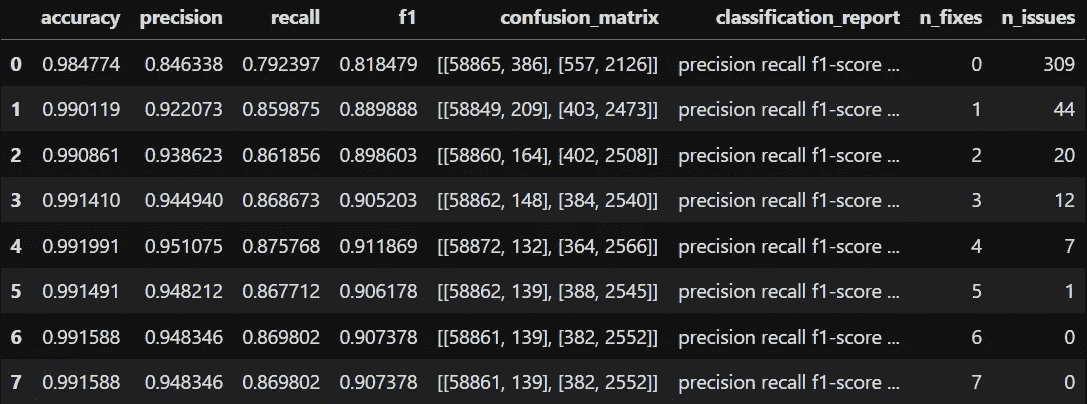 accuracy precision recall f1 confusion_matrix classification_report n_fixes n_issues
0 0.984774 0.846338 0.792397 0.818479 [[58865, 386], [557, 2126]] precision recall f1-score ... 0 309
1 0.990119 0.922073 0.859875 0.889888 [[58849, 209], [403, 2473]] precision recall f1-score ... 1 44
2 0.990861 0.938623 0.861856 0.898603 [[58860, 164], [402, 2508]] precision recall f1-score ... 2 20
3 0.991410 0.944940 0.868673 0.905203 [[58862, 148], [384, 2540]] precision recall f1-score ... 3 12
4 0.991991 0.951075 0.875768 0.911869 [[58872, 132], [364, 2566]] precision recall f1-score ... 4 7
5 0.991491 0.948212 0.867712 0.906178 [[58862, 139], [388, 2545]] precision recall f1-score ... 5 1
6 0.991588 0.948346 0.869802 0.907378 [[58861, 139], [382, 2552]] precision recall f1-score ... 6 0
7 0.991588 0.948346 0.869802 0.907378 [[58861, 139], [382, 2552]] precision recall f1-score ... 7 0